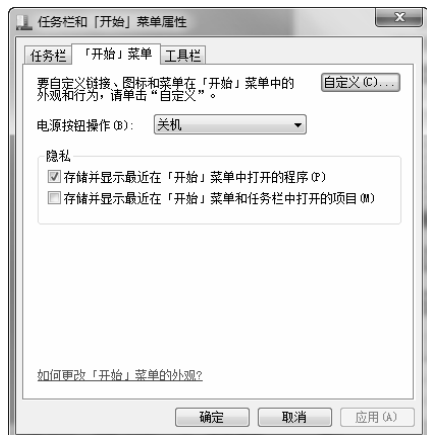 任务栏和「开始」菜单属性
任务栏 「开始」菜单 工具栏
要自定义链接、图标和菜单在「开始」菜单中的
外观和行为，请单击“自定义”。
自定义(C)...
电源按钮操作(B): 关机
隐私
存储并显示最近在「开始」菜单中打开的程序(P)
存储并显示最近在「开始」菜单和任务栏中打开的项目(M)
如何更改「开始」菜单的外观?
确定 取消 应用(A)